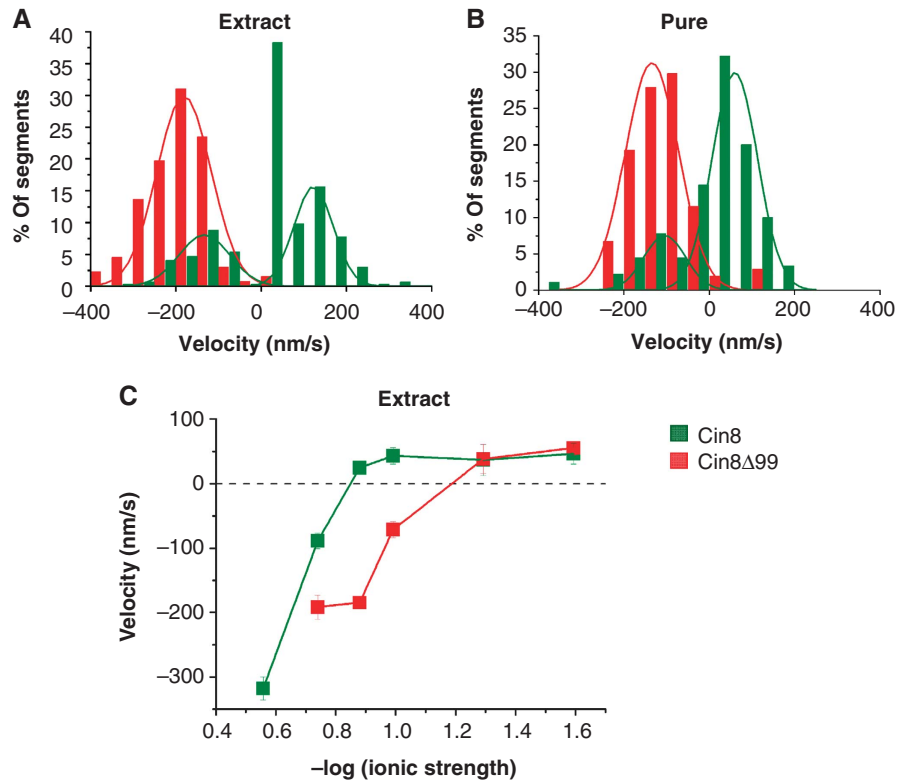 A
Extract
% Of segments
40
35
30
25
20
15
10
5
0
–400 –200 0 200 400
Velocity (nm/s)
B
Pure
% Of segments
35
30
25
20
15
10
5
0
–400 –200 0 200 400
Velocity (nm/s)
C
Extract
Velocity (nm/s)
100
0
–100
–200
–300
0.4 0.6 0.8 1.0 1.2 1.4 1.6
–log (ionic strength)
Cin8
Cin8Δ99